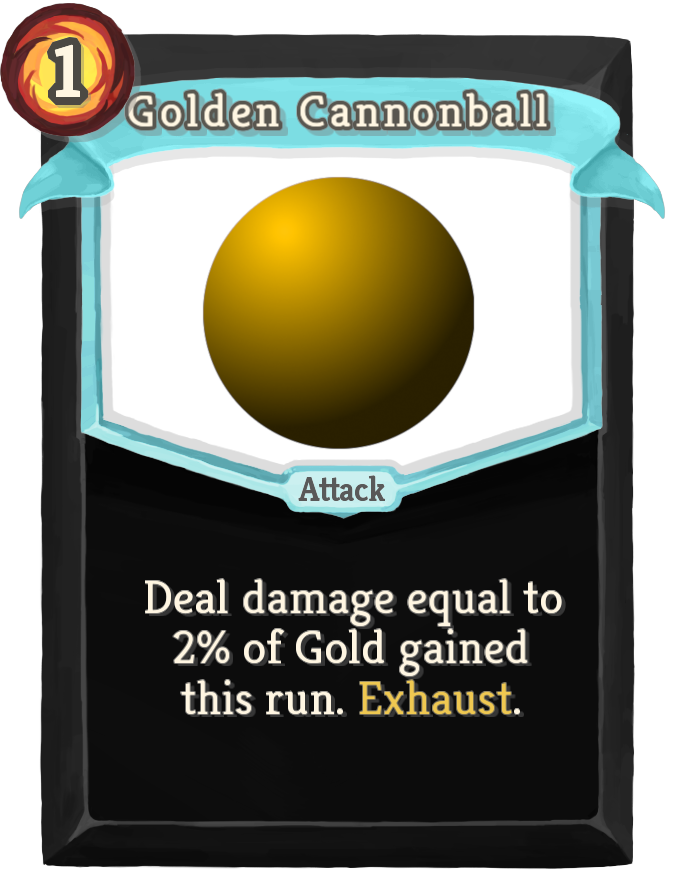 1
Golden Cannonball
Attack
Deal damage equal to
2% of Gold gained
this run. Exhaust.